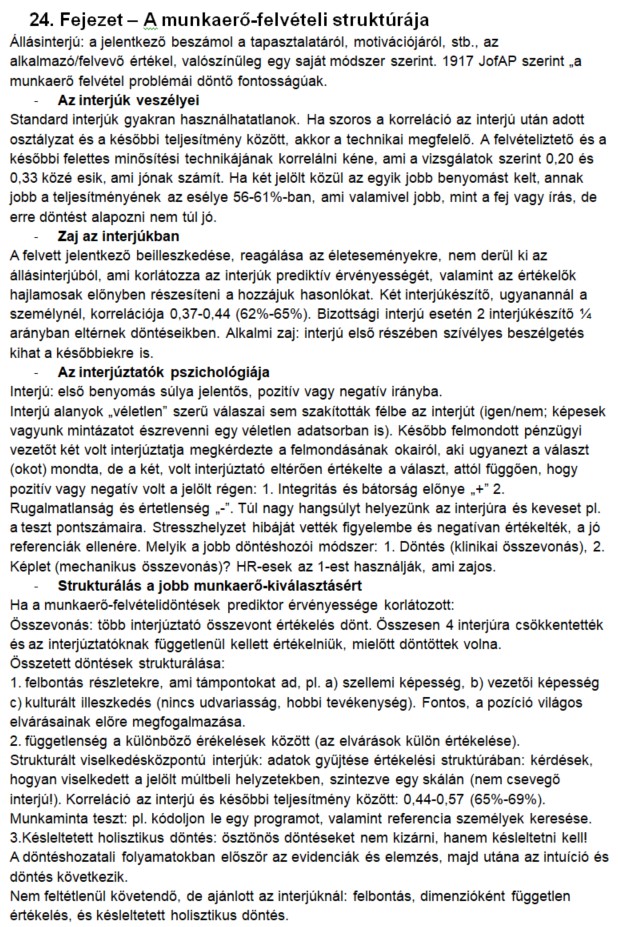 24. Fejezet – A munkaerő-felvételi struktúrája
Állásinterjú: a jelentkező beszámol a tapasztalatáról, motivációjáról, stb., az
alkalmazó/felvevő értékel, valószínűleg egy saját módszer szerint. 1917 JofAP szerint „a
munkaerő felvétel problémái döntő fontosságúak.
- Az interjúk veszélyei
Standard interjúk gyakran használhatatlanok. Ha szoros a korreláció az interjú után adott
osztályzat és a későbbi teljesítmény között, akkor a technikai megfelelő. A felvételiztető és a
későbbi felettes minősítési technikájának korrelálni kéne, ami a vizsgálatok szerint 0,20 és
0,33 közé esik, ami jónak számít. Ha két jelölt közül az egyik jobb benyomást kelt, annak
jobb a teljesítményének az esélye 56-61%-ban, ami valamivel jobb, mint a fej vagy írás, de
erre döntést alapozni nem túl jó.
- Zaj az interjúkban
A felvett jelentkező beilleszkedése, reagálása az életeseményekre, nem derül ki az
állásinterjúból, ami korlátozza az interjúk prediktív érvényességét, valamint az értékelők
hajlamosak előnyben részesíteni a hozzájuk hasonlókat. Két interjúkészítő, ugyanannál a
személynél, korrelációja 0,37-0,44 (62%-65%). Bizottsági interjú esetén 2 interjúkészítő ¼
arányban eltérnek döntéseikben. Alkalmi zaj: interjú első részében szívélyes beszélgetés
kihat a későbbiekre is.
- Az interjúztatók pszichológiája
Interjú: első benyomás súlya jelentős, pozitív vagy negatív irányba.
Interjú alanyok „véletlen” szerű válaszai sem szakították félbe az interjút (igen/nem; képesek
vagyunk mintázatot észrevenni egy véletlen adatsorban is). Később felmondott pénzügyi
vezetőt két volt interjúztatja megkérdezte a felmondásának okairól, aki ugyanezt a választ
(okot) mondta, de a két, volt interjúztató eltérően értékelte a választ, attól függően, hogy
pozitív vagy negatív volt a jelölt régen: 1. Integritás és bátorság előnye „+” 2.
Rugalmatlanság és értetlenség „-”. Túl nagy hangsúlyt helyezünk az interjúra és keveset pl.
a teszt pontszámaira. Stresszhelyzet hibáját vették figyelembe és negatívan értékelték, a jó
referenciák ellenére. Melyik a jobb döntéshozói módszer: 1. Döntés (klinikai összevonás), 2.
Képlet (mechanikus összevonás)? HR-esek az 1-est használják, ami zajos.
- Strukturálás a jobb munkaerő-kiválasztásért
Ha a munkaerő-felvételidöntések prediktor érvényessége korlátozott:
Összevonás: több interjúztató összevont értékelés dönt. Összesen 4 interjúra csökkentették
és az interjúztatóknak függetlenül kellett értékelniük, mielőtt döntöttek volna.
Összetett döntések strukturálása:
1. felbontás részletekre, ami támpontokat ad, pl. a) szellemi képesség, b) vezetői képesség
c) kulturált illeszkedés (nincs udvariasság, hobbi tevékenység). Fontos, a pozíció világos
elvárásainak előre megfogalmazása.
2. függetlenség a különböző érékelések között (az elvárások külön értékelése).
Strukturált viselkedésközpontú interjúk: adatok gyűjtése értékelési struktúrában: kérdések,
hogyan viselkedett a jelölt múltbeli helyzetekben, szintezve egy skálán (nem csevegő
interjú!). Korreláció az interjú és későbbi teljesítmény között: 0,44-0,57 (65%-69%).
Munkaminta teszt: pl. kódoljon le egy programot, valamint referencia személyek keresése.
3.Késleltetett holisztikus döntés: ösztönös döntéseket nem kizárni, hanem késleltetni kell!
A döntéshozatali folyamatokban először az evidenciák és elemzés, majd utána az intuíció és
döntés következik.
Nem feltétlenül követendő, de ajánlott az interjúknál: felbontás, dimenzióként független
értékelés, és késleltetett holisztikus döntés.